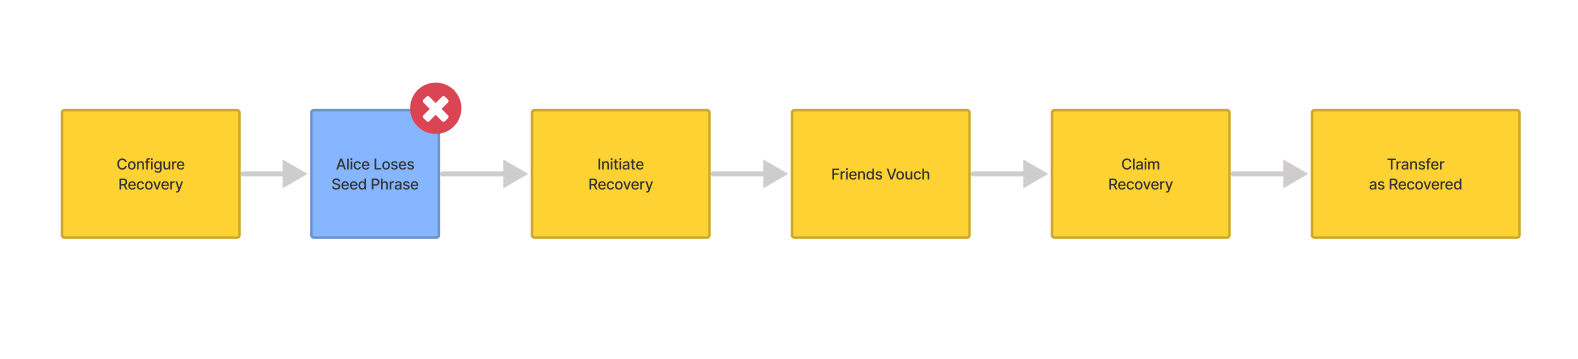 Configure
Recovery
Alice Loses
Seed Phrase
Initiate
Recovery
Friends Vouch
Claim
Recovery
Transfer
as Recovered